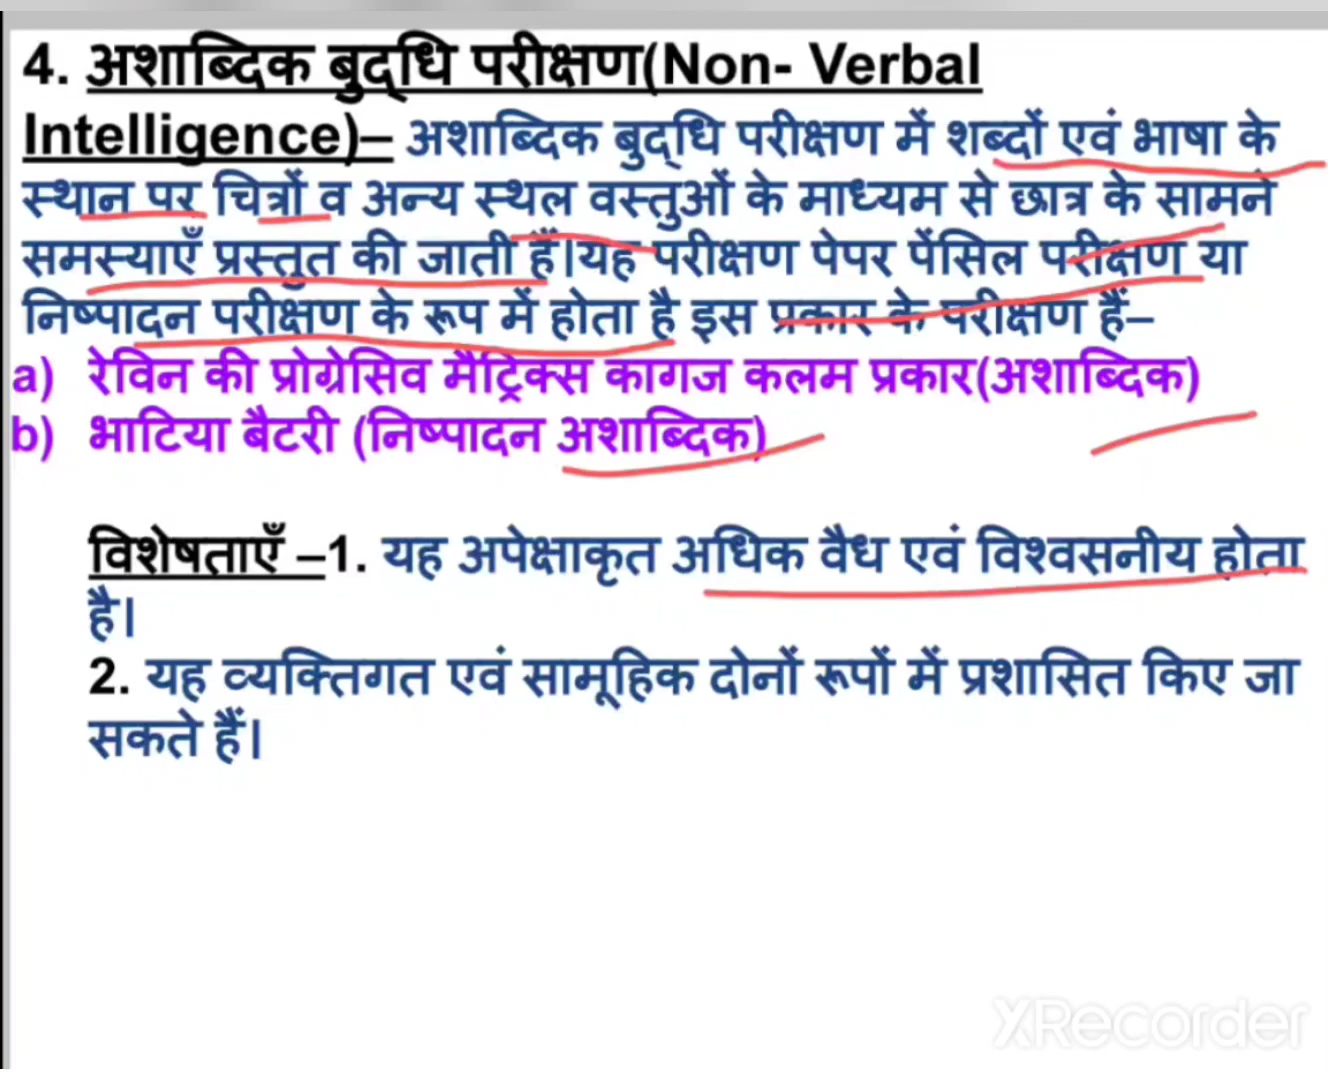 4. अशाब्दिक बुद्धि परीक्षण(Non- Verbal
Intelligence)– अशाब्दिक बुद्धि परीक्षण में शब्दों एवं भाषा के
स्थान पर चित्रों व अन्य स्थल वस्तुओं के माध्यम से छात्र के सामने
समस्याएँ प्रस्तुत की जाती हैं।यह परीक्षण पेपर पेंसिल परीक्षण या
निष्पादन परीक्षण के रूप में होता है इस प्रकार के परीक्षण हैं–
a) रेविन की प्रोग्रेसिव मैट्रिक्स कागज कलम प्रकार(अशाब्दिक)
b) भाटिया बैटरी (निष्पादन अशाब्दिक)
विशेषताएँ –1. यह अपेक्षाकृत अधिक वैध एवं विश्वसनीय होता
है।
2. यह व्यक्तिगत एवं सामूहिक दोनों रूपों में प्रशासित किए जा
सकते हैं।
XRecorder